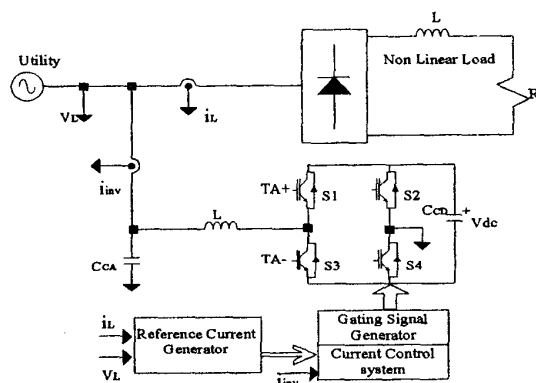 L
Utility
Non Linear Load
R
VL
iL
iinv
TA+
S1
S2
CCD
+
Vdc
L
TA-
S3
S4
CCA
iL
Reference Current
Generator
VL
Gating Signal
Generator
Current Control
system
iinv